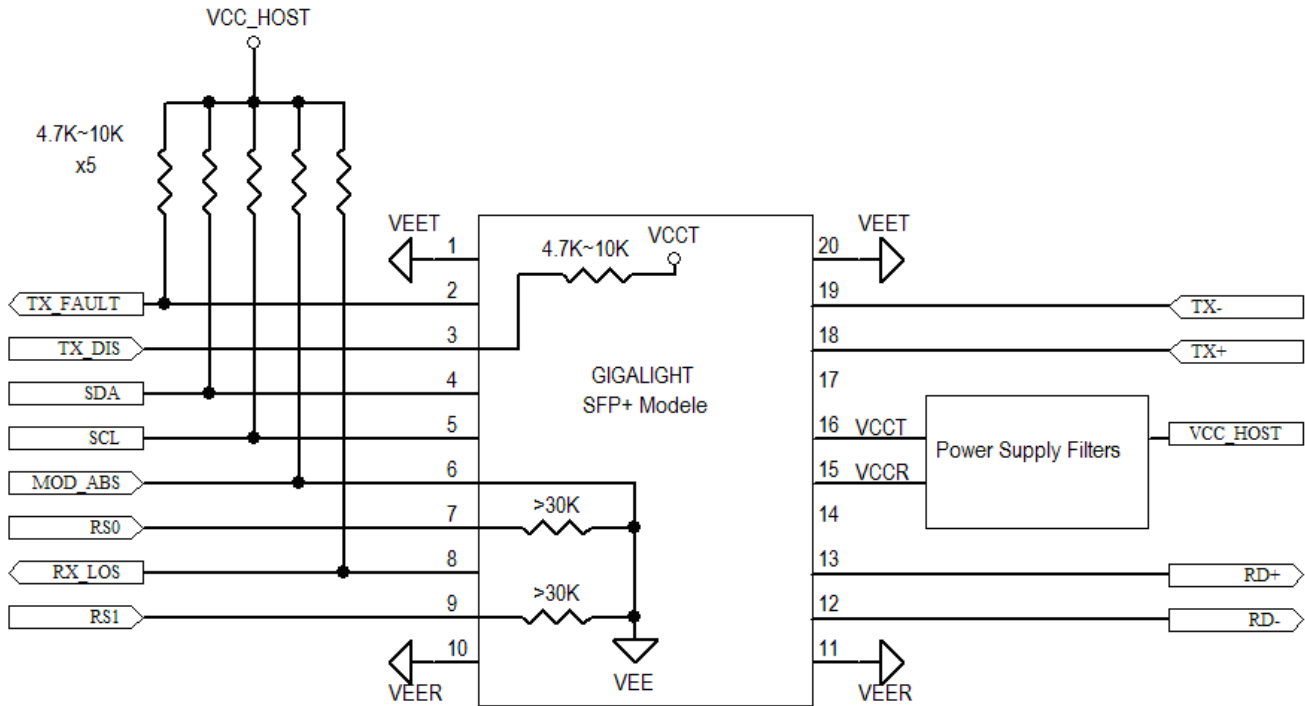 VCC_HOST
4.7K~10K
x5
VEET
1
TX_FAULT
2
TX_DIS
3
SDA
4
SCL
5
MOD_ABS
6
RS0
7
RX_LOS
8
RS1
9
10
VEER
4.7K~10K
VCCT
GIGALIGHT
SFP+ Modele
>30K
>30K
VEE
20
VEET
19
TX-
18
TX+
17
16
VCCT
15
VCCR
Power Supply Filters
VCC_HOST
14
13
RD+
12
RD-
11
VEER